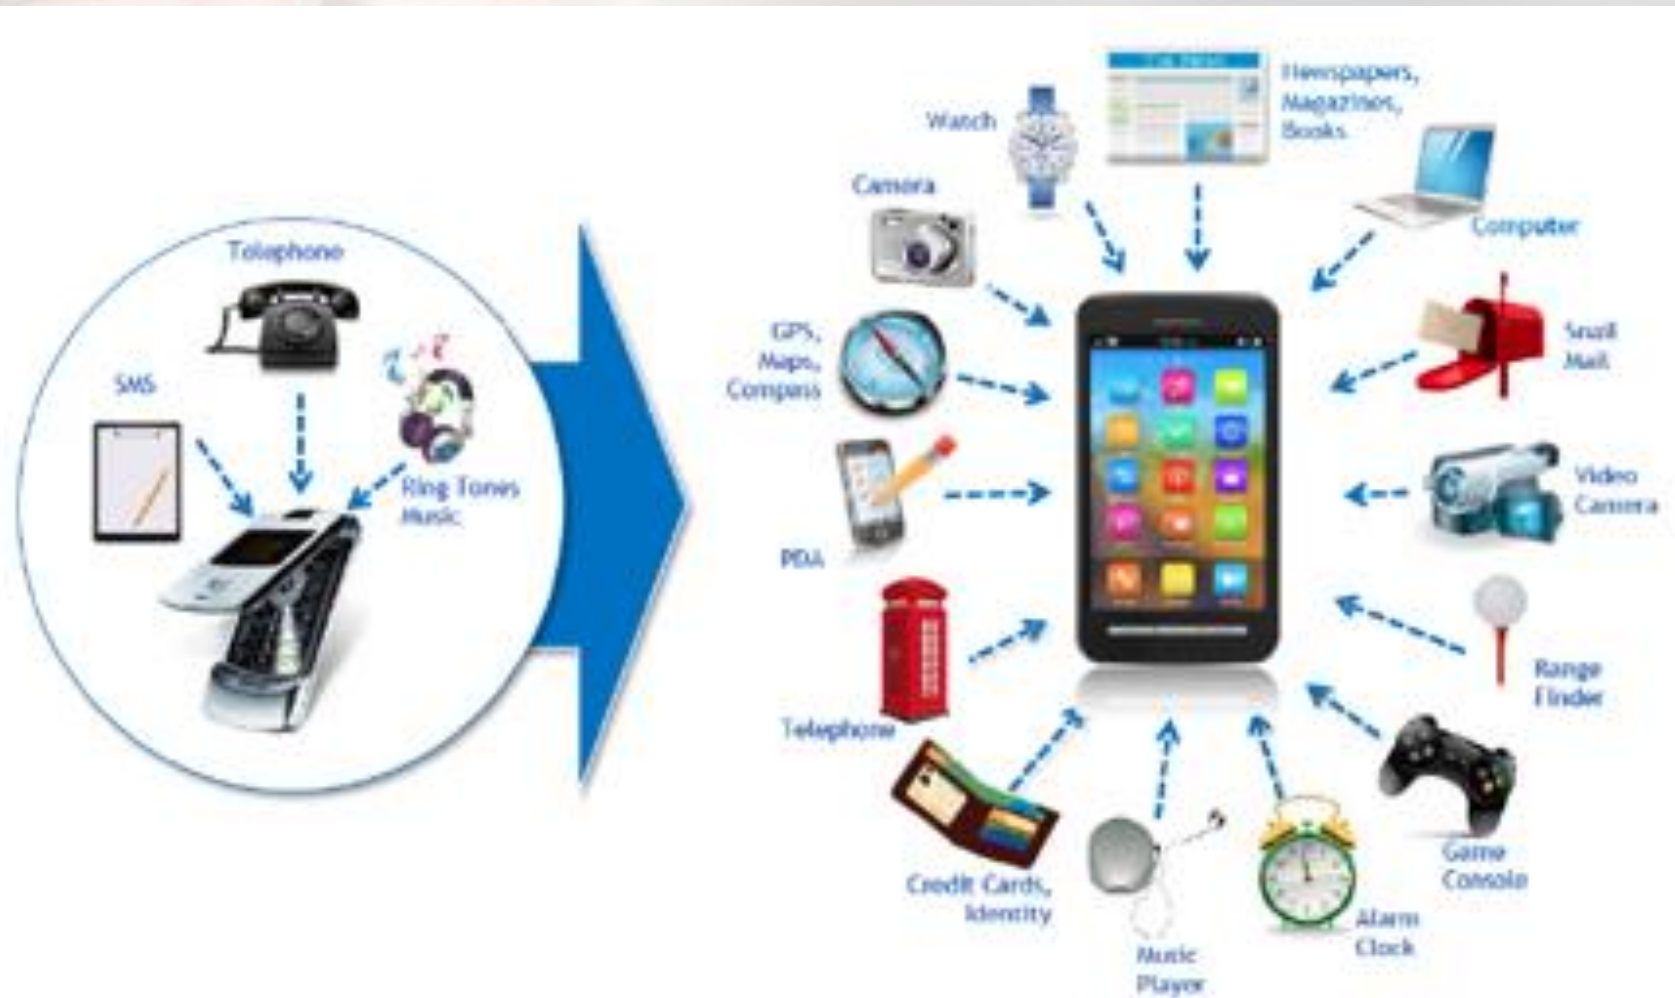 Telephone
SMS
Ring Tones
Music
Watch
Newspapers,
Magazines,
Books
Camera
Computer
GPS,
Maps,
Compass
Snail
Mail
Video
Camera
PDA
Range
Finder
Telephone
Game
Console
Credit Cards,
Identity
Alarm
Clock
Music
Player